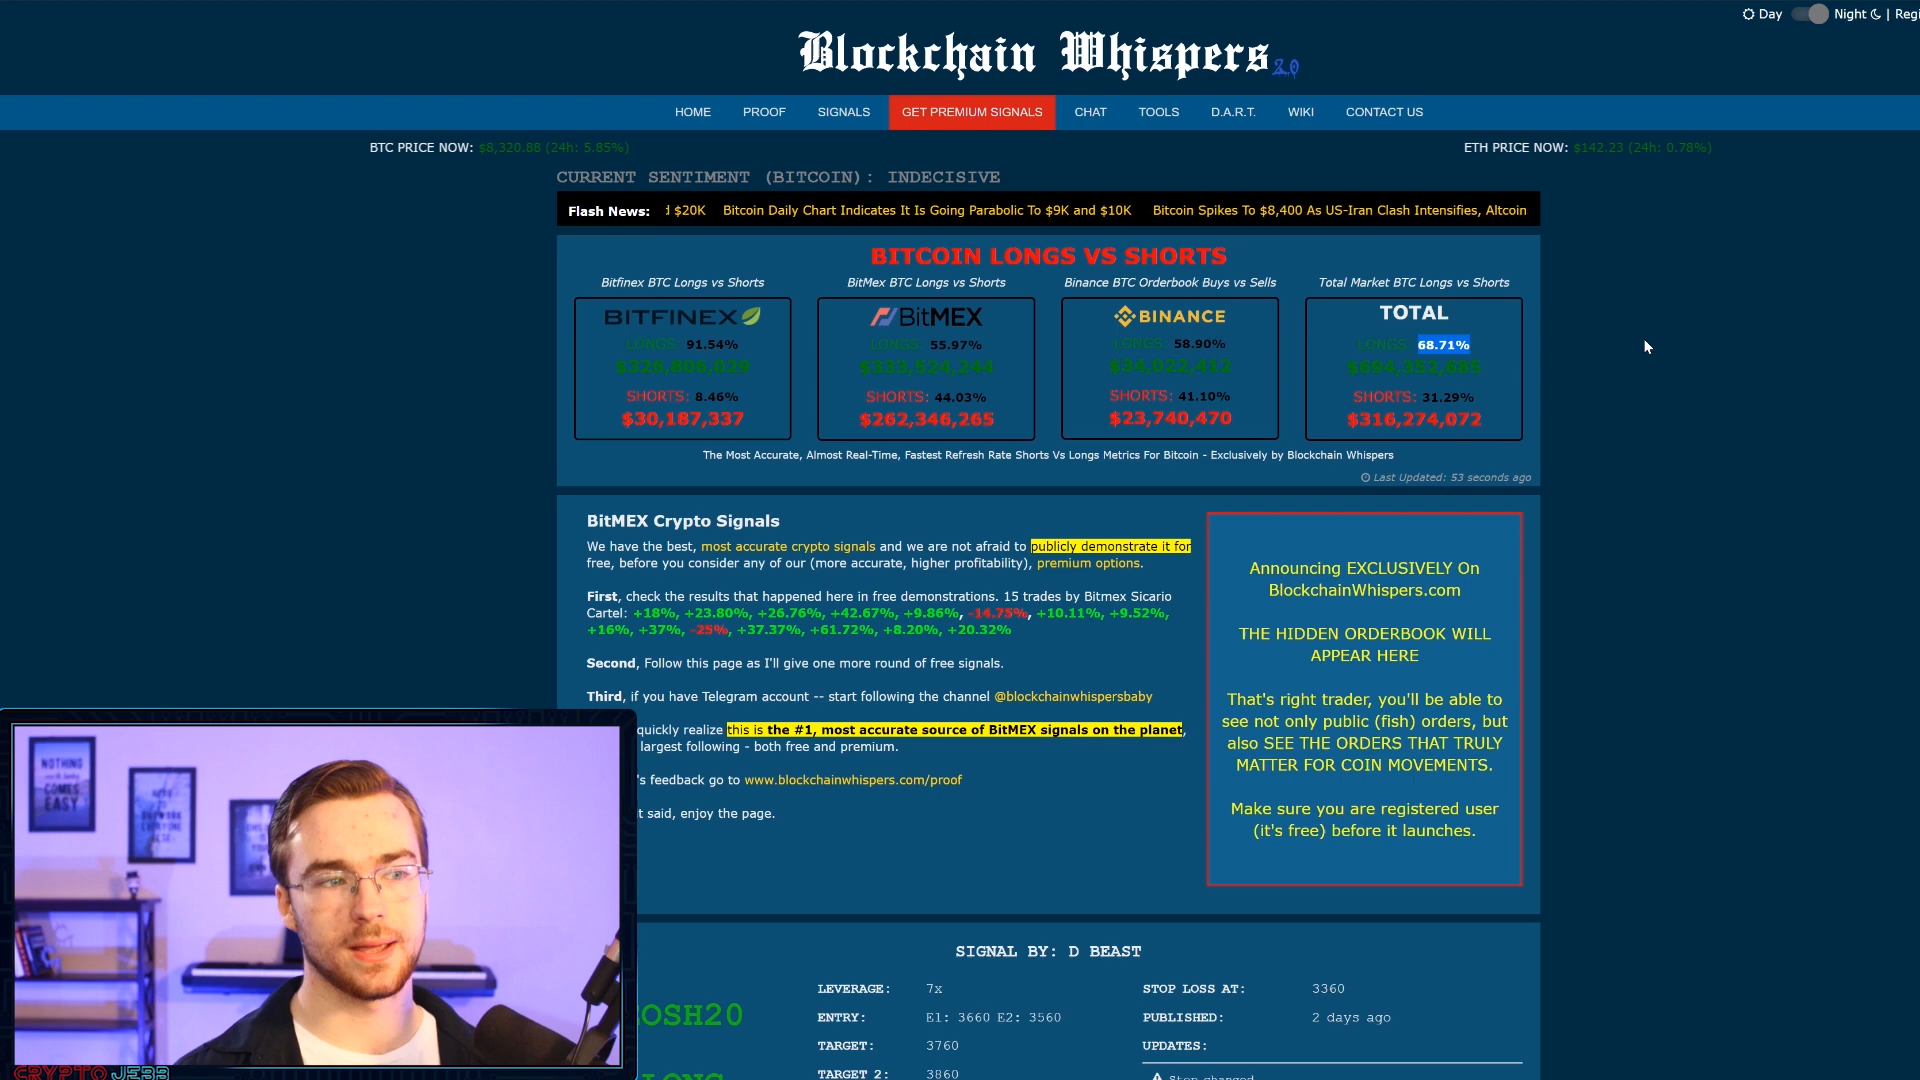 Day Night | Regi
Blockchain Whispers 2.0
HOME PROOF SIGNALS GET PREMIUM SIGNALS CHAT TOOLS D.A.R.T. WIKI CONTACT US
BTC PRICE NOW: $8,320.88 (24h: 5.85%) ETH PRICE NOW: $142.23 (24h: 0.78%)
CURRENT SENTIMENT (BITCOIN): INDECISIVE
Flash News: $20K Bitcoin Daily Chart Indicates It Is Going Parabolic To $9K and $10K Bitcoin Spikes To $8,400 As US-Iran Clash Intensifies, Altcoin
BITCOIN LONGS VS SHORTS
Bitfinex BTC Longs vs Shorts BitMex BTC Longs vs Shorts Binance BTC Orderbook Buys vs Sells Total Market BTC Longs vs Shorts
BITFINEX BitMEX BINANCE TOTAL
LONGS: 91.54% LONGS: 55.97% LONGS: 58.90% LONGS: 68.71%
$326,806,029 $333,524,244 $34,022,412 $694,352,685
SHORTS: 8.46% SHORTS: 44.03% SHORTS: 41.10% SHORTS: 31.29%
$30,187,337 $262,346,265 $23,740,470 $316,274,072
The Most Accurate, Almost Real-Time, Fastest Refresh Rate Shorts Vs Longs Metrics For Bitcoin - Exclusively by Blockchain Whispers
Last Updated: 53 seconds ago
BitMEX Crypto Signals
We have the best, most accurate crypto signals and we are not afraid to publicly demonstrate it for
free, before you consider any of our (more accurate, higher profitability), premium options.
First, check the results that happened here in free demonstrations. 15 trades by Bitmex Sicario
Cartel: +18%, +23.80%, +26.76%, +42.67%, +9.86%, -14.75%, +10.11%, +9.52%,
+16%, +37%, -25%, +37.37%, +61.72%, +8.20%, +20.32%
Second, Follow this page as I'll give one more round of free signals.
Third, if you have Telegram account -- start following the channel @blockchainwhispersbaby
quickly realize this is the #1, most accurate source of BitMEX signals on the planet,
largest following - both free and premium.
's feedback go to www.blockchainwhispers.com/proof
t said, enjoy the page.
Announcing EXCLUSIVELY On
BlockchainWhispers.com
THE HIDDEN ORDERBOOK WILL
APPEAR HERE
That's right trader, you'll be able to
see not only public (fish) orders, but
also SEE THE ORDERS THAT TRULY
MATTER FOR COIN MOVEMENTS.
Make sure you are registered user
(it's free) before it launches.
SIGNAL BY: D BEAST
OSH20
LONG
LEVERAGE: 7x
ENTRY: E1: 3660 E2: 3560
TARGET: 3760
TARGET 2: 3860
STOP LOSS AT: 3360
PUBLISHED: 2 days ago
UPDATES:
Stop changed
NOTHING
COMES
EASY
CRYPTO JEBB